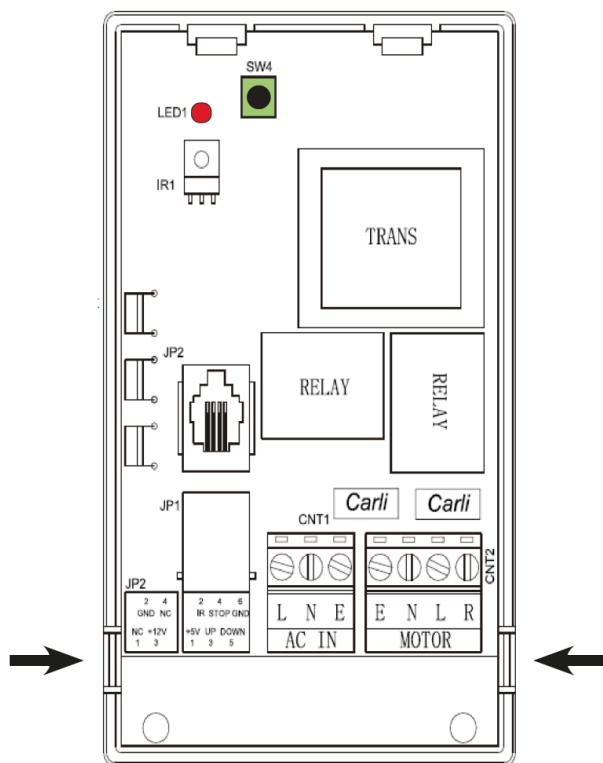 SW4
LED1
IR1
TRANS
JP2
RELAY
RELAY
Carli
Carli
JP1
CNT1
CNT2
JP2
2 4
GND NC
NC +12V
1 3
2 4 6
IR STOP GND
+5V UP DOWN
1 3 5
L N E
AC IN
E N L R
MOTOR